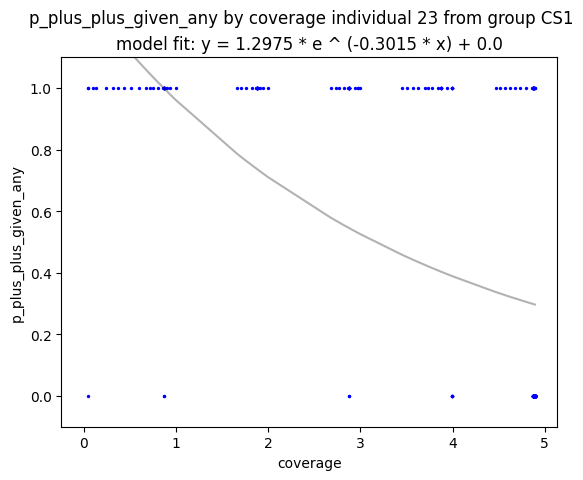 p_plus_plus_given_any by coverage individual 23 from group CS1
model fit: y = 1.2975 * e ^ (-0.3015 * x) + 0.0
p_plus_plus_given_any
1.0
0.8
0.6
0.4
0.2
0.0
0 1 2 3 4 5
coverage